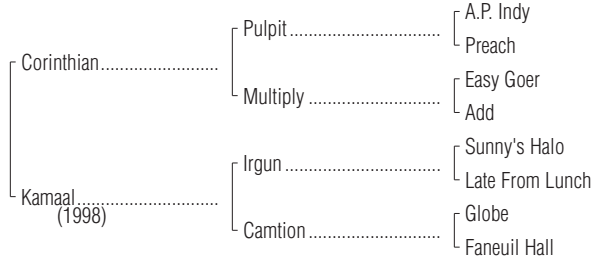 A.P. Indy
Pulpit
Preach
Corinthian
Easy Goer
Multiply
Add
Sunny's Halo
Irgun
Late From Lunch
Kamaal
(1998)
Globe
Camtion
Faneuil Hall